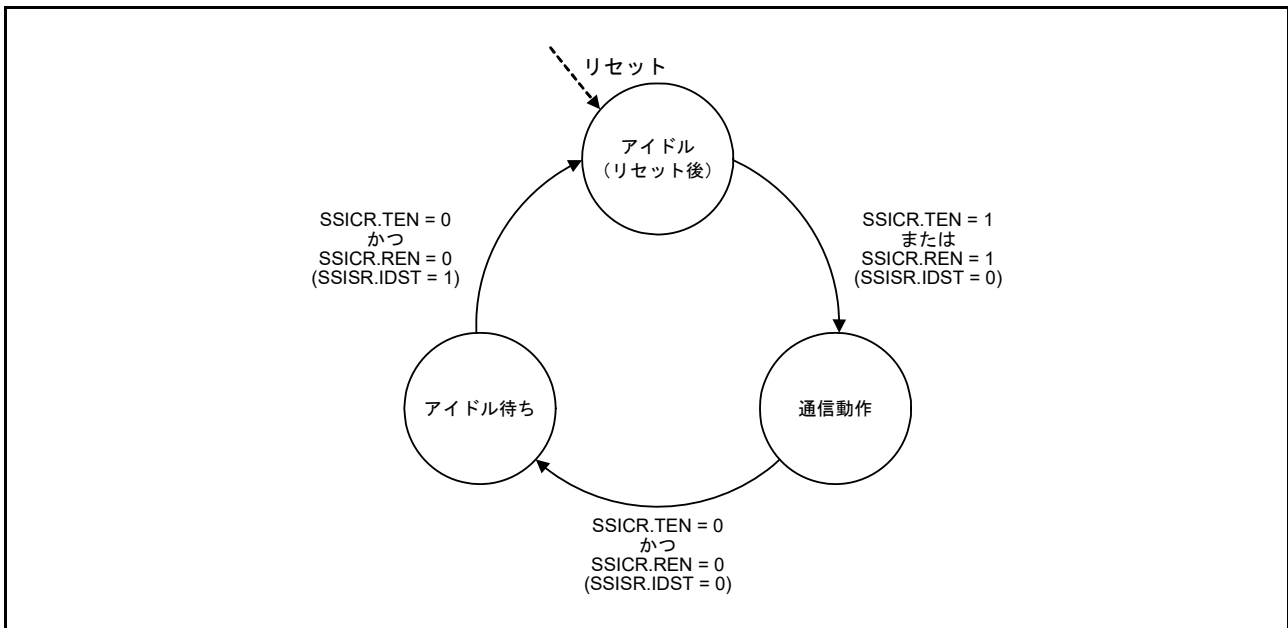 リセット
アイドル
（リセット後）
SSICR.TEN = 0
かつ
SSICR.REN = 0
(SSISR.IDST = 1)
SSICR.TEN = 1
または
SSICR.REN = 1
(SSISR.IDST = 0)
アイドル待ち
通信動作
SSICR.TEN = 0
かつ
SSICR.REN = 0
(SSISR.IDST = 0)